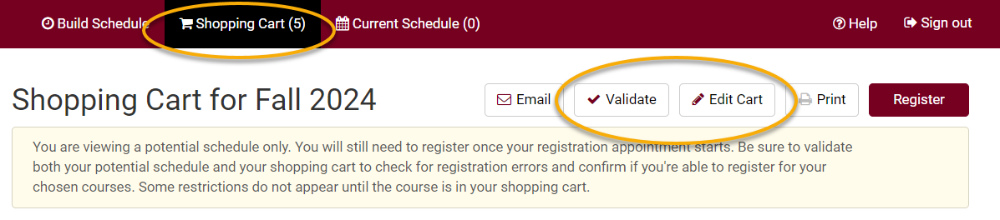 Build Schedule Shopping Cart (5) Current Schedule (0) Help Sign out
Shopping Cart for Fall 2024 Email Validate Edit Cart Print Register
You are viewing a potential schedule only. You will still need to register once your registration appointment starts. Be sure to validate
both your potential schedule and your shopping cart to check for registration errors and confirm if you're able to register for your
chosen courses. Some restrictions do not appear until the course is in your shopping cart.